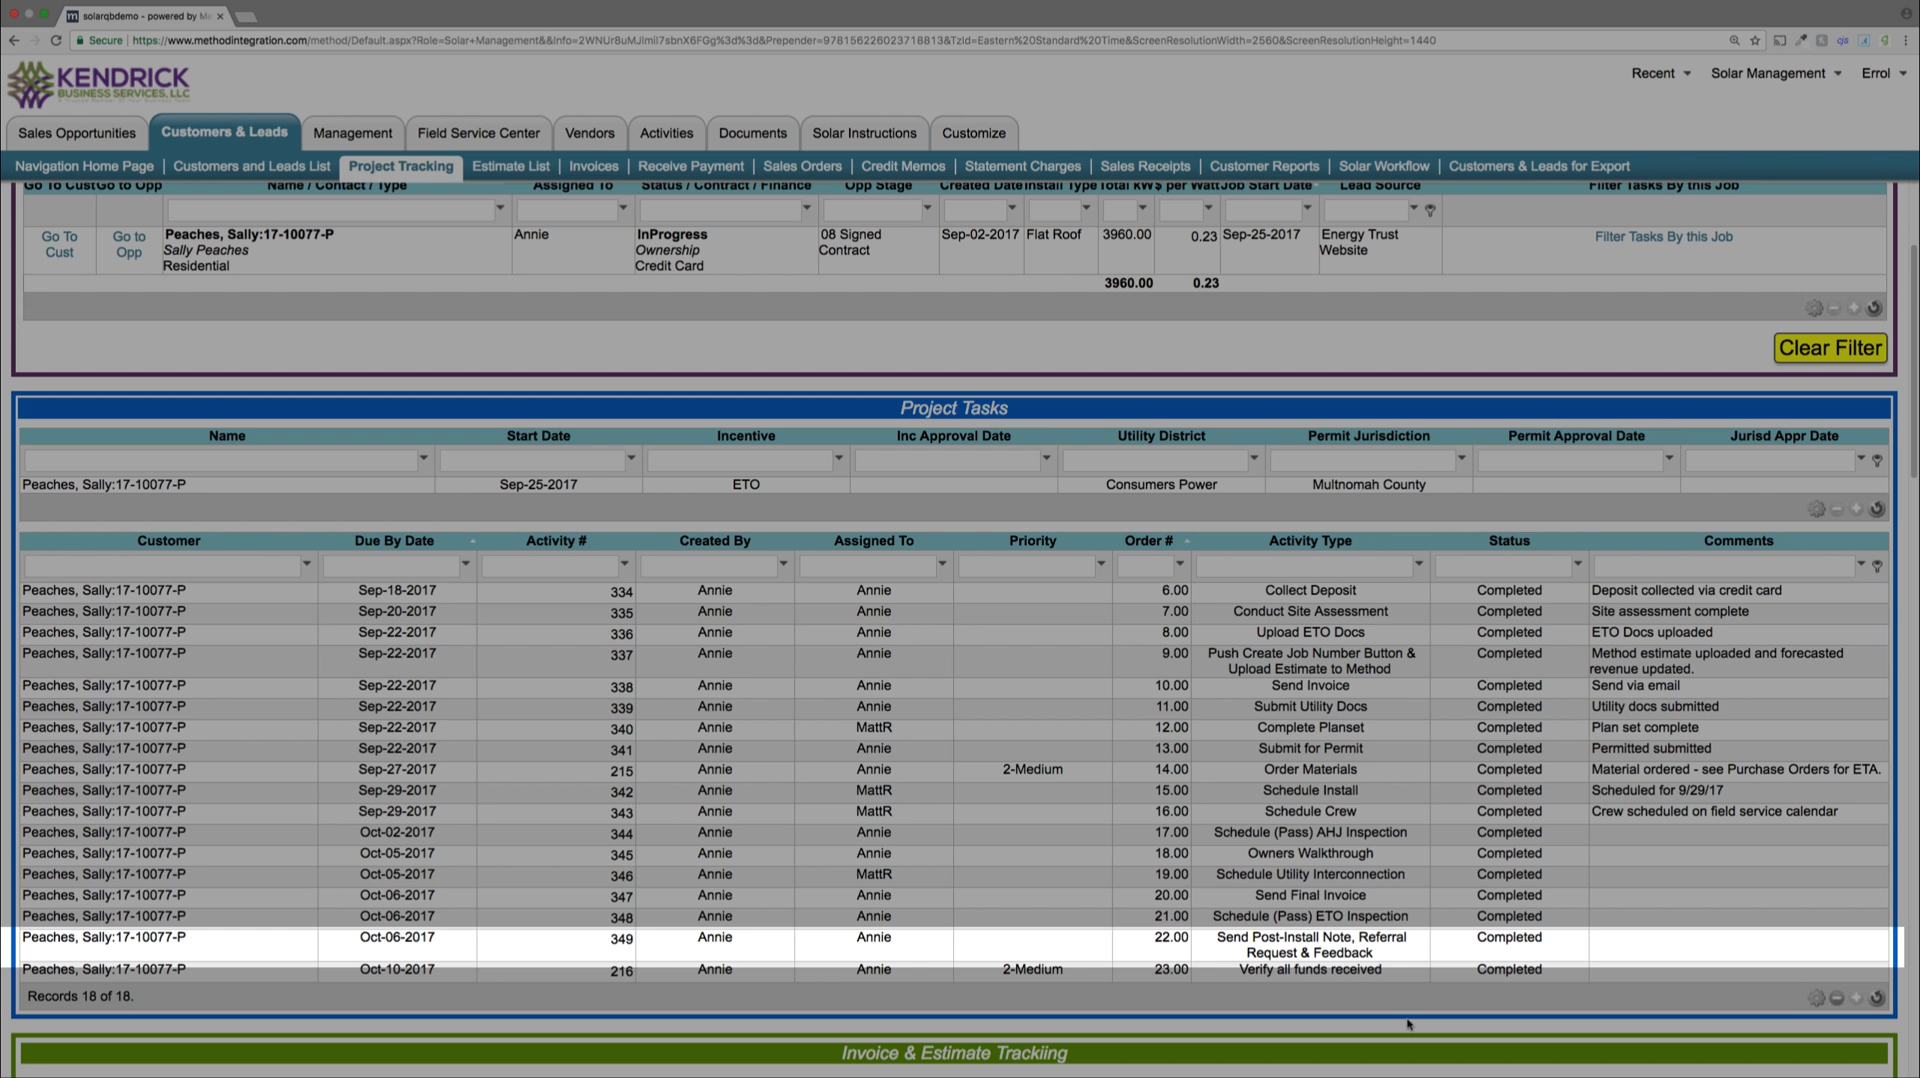 solarqbdemo - powered by Me
Secure https://www.methodintegration.com/method/Default.aspx?Role=Solar+Management&&Info=2WNUr8uMJImiI7sbnX6FGg%3d%3d&Prepender=978156226023718813&TzId=Eastern%20Standard%20Time&ScreenResolutionWidth=2560&ScreenResolutionHeight=1440
KENDRICK
BUSINESS SERVICES, LLC
Recent Solar Management Errol
Sales Opportunities Customers & Leads Management Field Service Center Vendors Activities Documents Solar Instructions Customize
Navigation Home Page Customers and Leads List Project Tracking Estimate List Invoices Receive Payment Sales Orders Credit Memos Statement Charges Sales Receipts Customer Reports Solar Workflow Customers & Leads for Export
Go To Cust Go to Opp Name / Contact / Type Assigned To Status / Contract / Finance Opp Stage Created Date Install Type Total KW $ per Watt Job Start Date Lead Source Filter Tasks By this Job
Go To Go to Peaches, Sally:17-10077-P Annie InProgress 08 Signed Sep-02-2017 Flat Roof 3960.00 0.23 Sep-25-2017 Energy Trust Filter Tasks By this Job
Cust Opp Sally Peaches Ownership Contract Website
Residential Credit Card
3960.00 0.23
Clear Filter
Project Tasks
Name Start Date Incentive Inc Approval Date Utility District Permit Jurisdiction Permit Approval Date Jurisd Appr Date
Peaches, Sally:17-10077-P Sep-25-2017 ETO Consumers Power Multnomah County
Customer Due By Date Activity # Created By Assigned To Priority Order # Activity Type Status Comments
Peaches, Sally:17-10077-P Sep-18-2017 334 Annie Annie 6.00 Collect Deposit Completed Deposit collected via credit card
Peaches, Sally:17-10077-P Sep-20-2017 335 Annie Annie 7.00 Conduct Site Assessment Completed Site assessment complete
Peaches, Sally:17-10077-P Sep-22-2017 336 Annie Annie 8.00 Upload ETO Docs Completed ETO Docs uploaded
Peaches, Sally:17-10077-P Sep-22-2017 337 Annie Annie 9.00 Push Create Job Number Button & Completed Method estimate uploaded and forecasted
Upload Estimate to Method revenue updated.
Peaches, Sally:17-10077-P Sep-22-2017 338 Annie Annie 10.00 Send Invoice Completed Send via email
Peaches, Sally:17-10077-P Sep-22-2017 339 Annie Annie 11.00 Submit Utility Docs Completed Utility docs submitted
Peaches, Sally:17-10077-P Sep-22-2017 340 Annie MattR 12.00 Complete Planset Completed Plan set complete
Peaches, Sally:17-10077-P Sep-22-2017 341 Annie Annie 13.00 Submit for Permit Completed Permitted submitted
Peaches, Sally:17-10077-P Sep-27-2017 215 Annie Annie 2-Medium 14.00 Order Materials Completed Material ordered - see Purchase Orders for ETA.
Peaches, Sally:17-10077-P Sep-29-2017 342 Annie MattR 15.00 Schedule Install Completed Scheduled for 9/29/17
Peaches, Sally:17-10077-P Sep-29-2017 343 Annie MattR 16.00 Schedule Crew Completed Crew scheduled on field service calendar
Peaches, Sally:17-10077-P Oct-02-2017 344 Annie Annie 17.00 Schedule (Pass) AHJ Inspection Completed
Peaches, Sally:17-10077-P Oct-05-2017 345 Annie Annie 18.00 Owners Walkthrough Completed
Peaches, Sally:17-10077-P Oct-05-2017 346 Annie MattR 19.00 Schedule Utility Interconnection Completed
Peaches, Sally:17-10077-P Oct-06-2017 347 Annie Annie 20.00 Send Final Invoice Completed
Peaches, Sally:17-10077-P Oct-06-2017 348 Annie Annie 21.00 Schedule (Pass) ETO Inspection Completed
Peaches, Sally:17-10077-P Oct-06-2017 349 Annie Annie 22.00 Send Post-Install Note, Referral Completed
Request & Feedback
Peaches, Sally:17-10077-P Oct-10-2017 216 Annie Annie 2-Medium 23.00 Verify all funds received Completed
Records 18 of 18.
Invoice & Estimate Trackiing